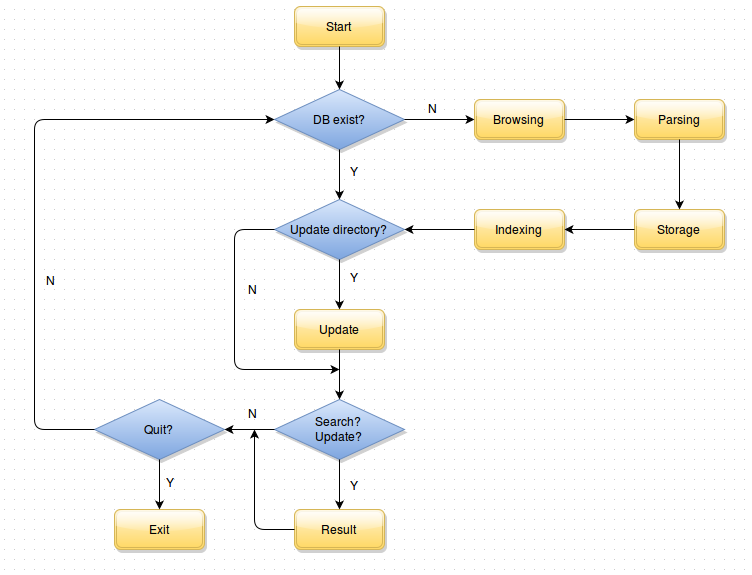 Start
DB exist?
N
Browsing
Parsing
Y
Update directory?
Indexing
Storage
Y
N
N
Update
N
Search?
Update?
Quit?
Y
Y
Exit
Result